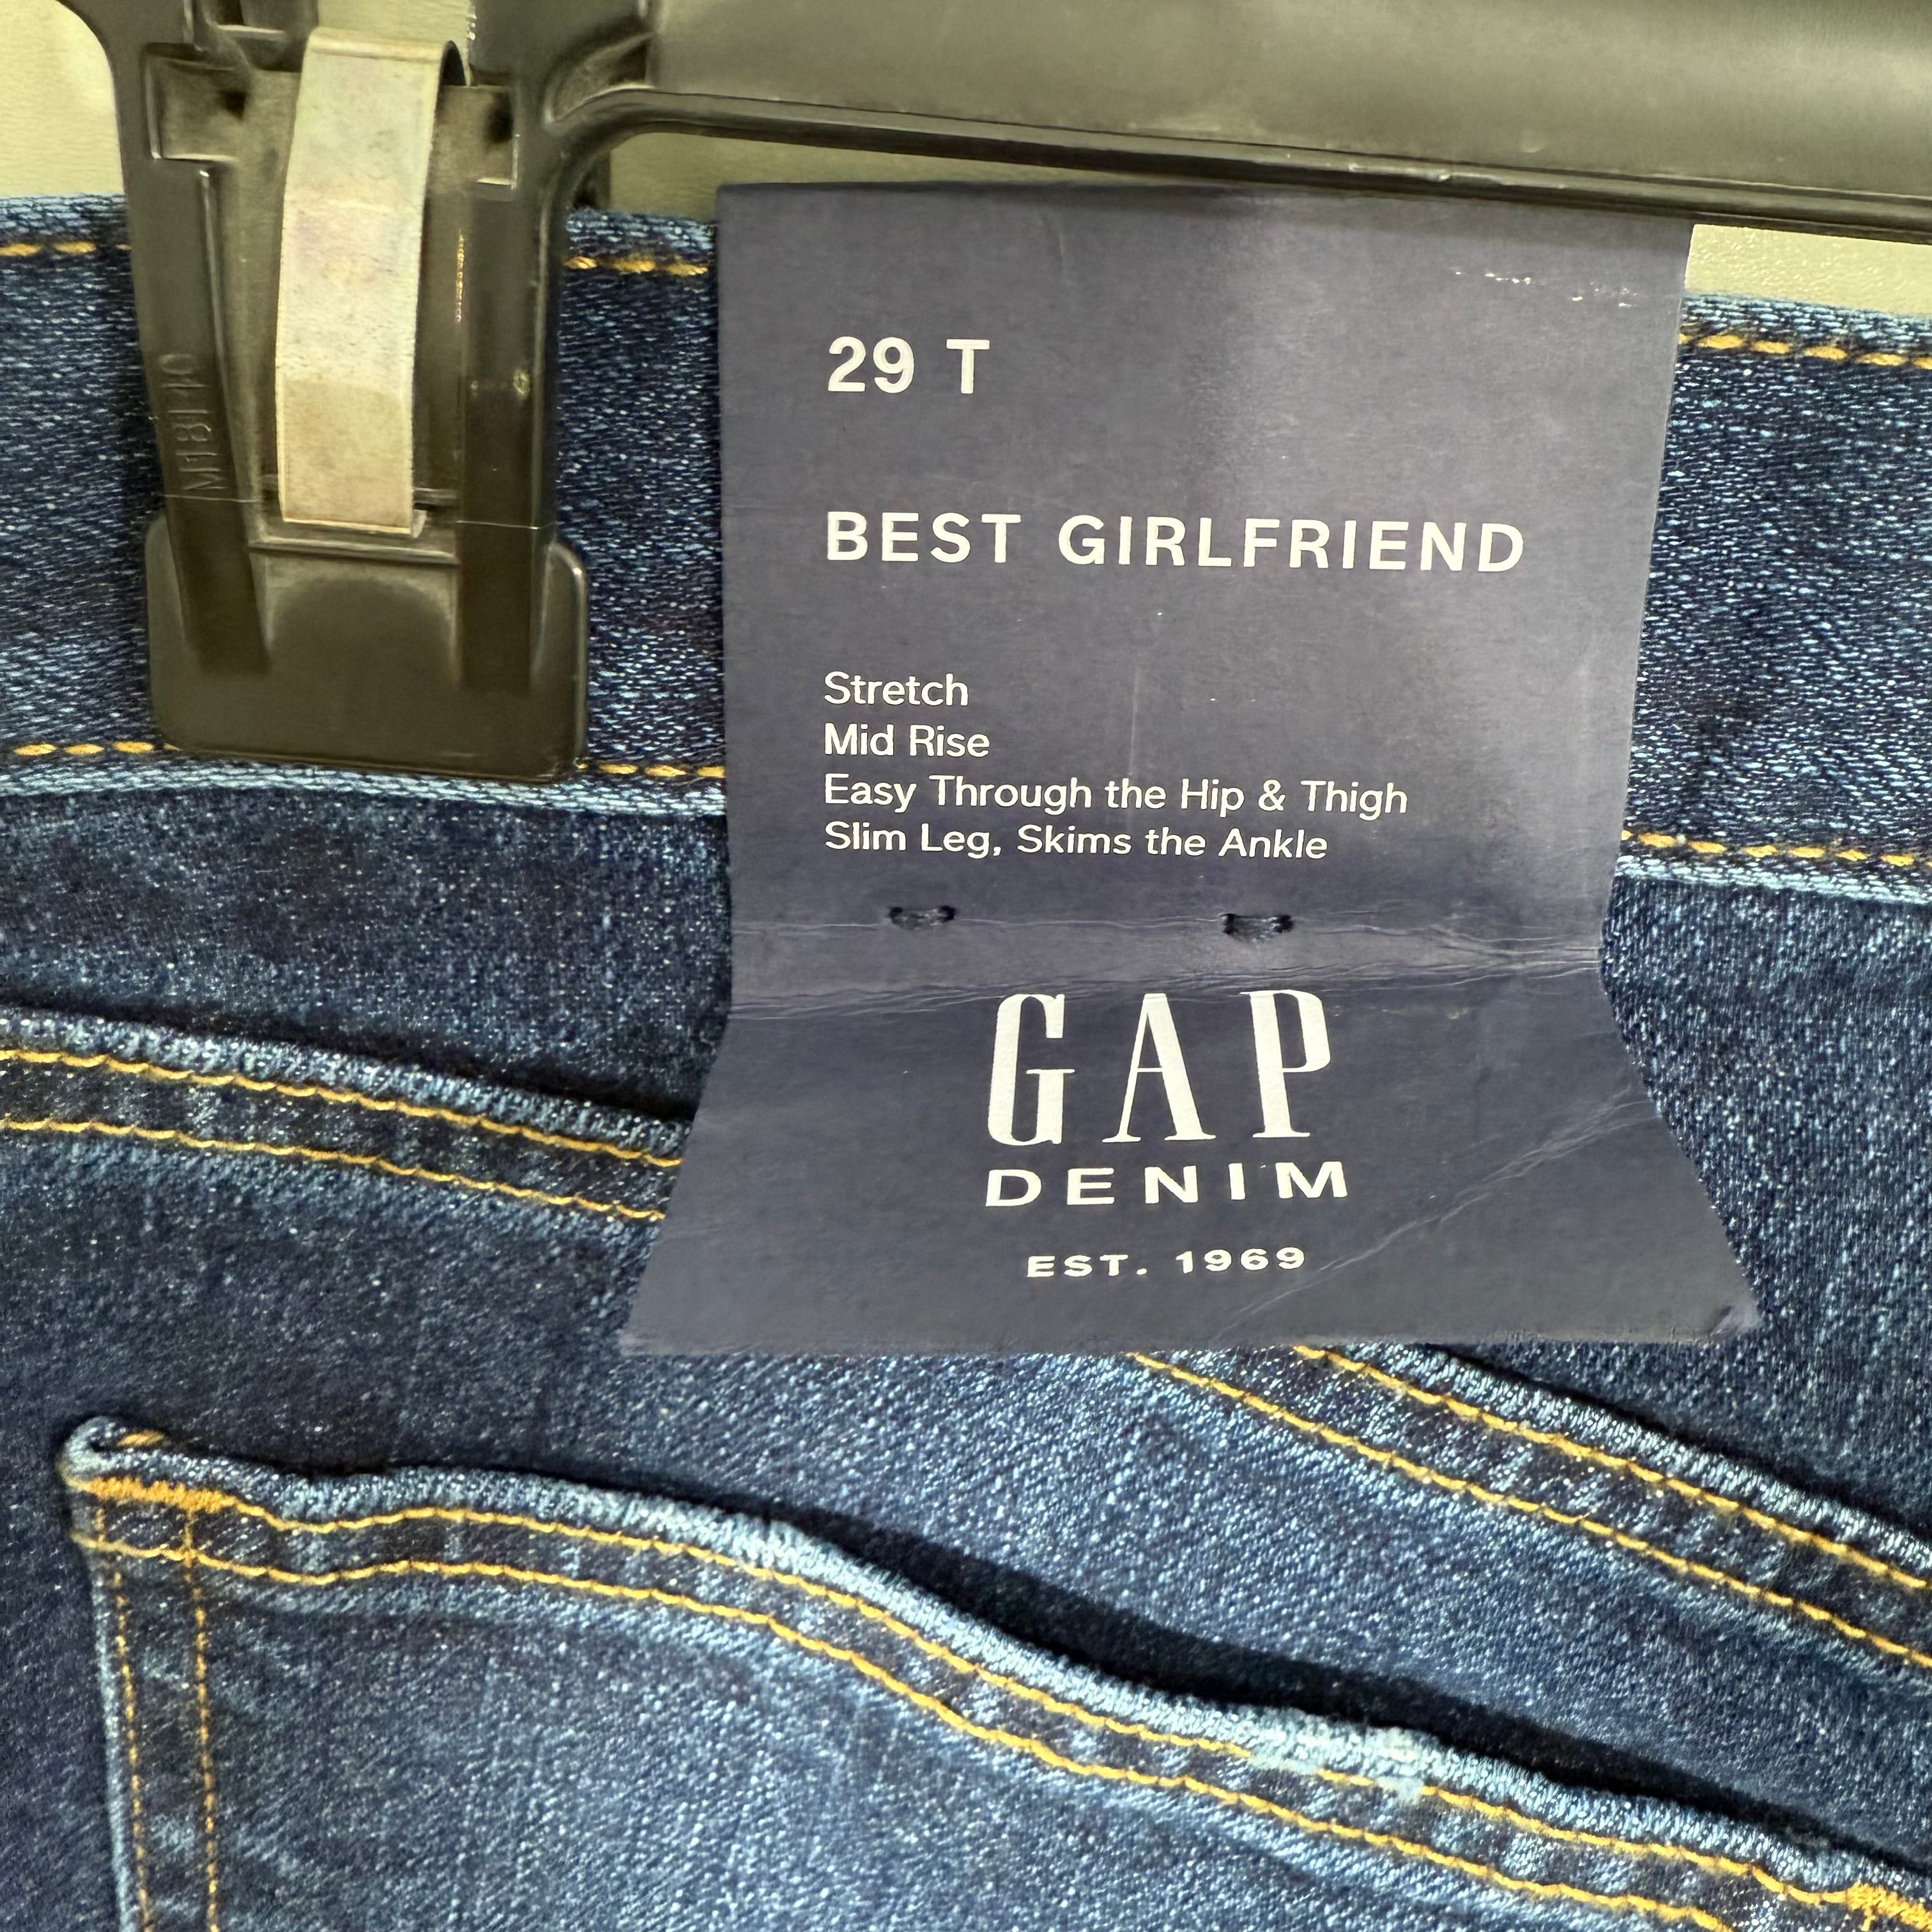 29 T
BEST GIRLFRIEND
Stretch
Mid Rise
Easy Through the Hip & Thigh
Slim Leg, Skims the Ankle
GAP
DENIM
EST. 1969